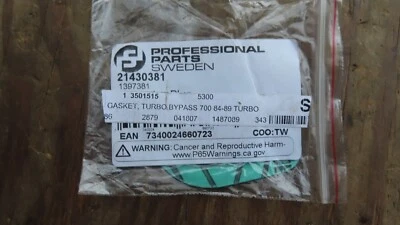 PROFESSIONAL
PARTS
SWEDEN
21430381
1397381
1 3501515 5300
GASKET, TURBO,BYPASS 700 84-89 TURBO
2679 041007 1487089 343
EAN 7340024660723 COO:TW
WARNING: Cancer and Reproductive Harm-
www.P65Warnings.ca.gov